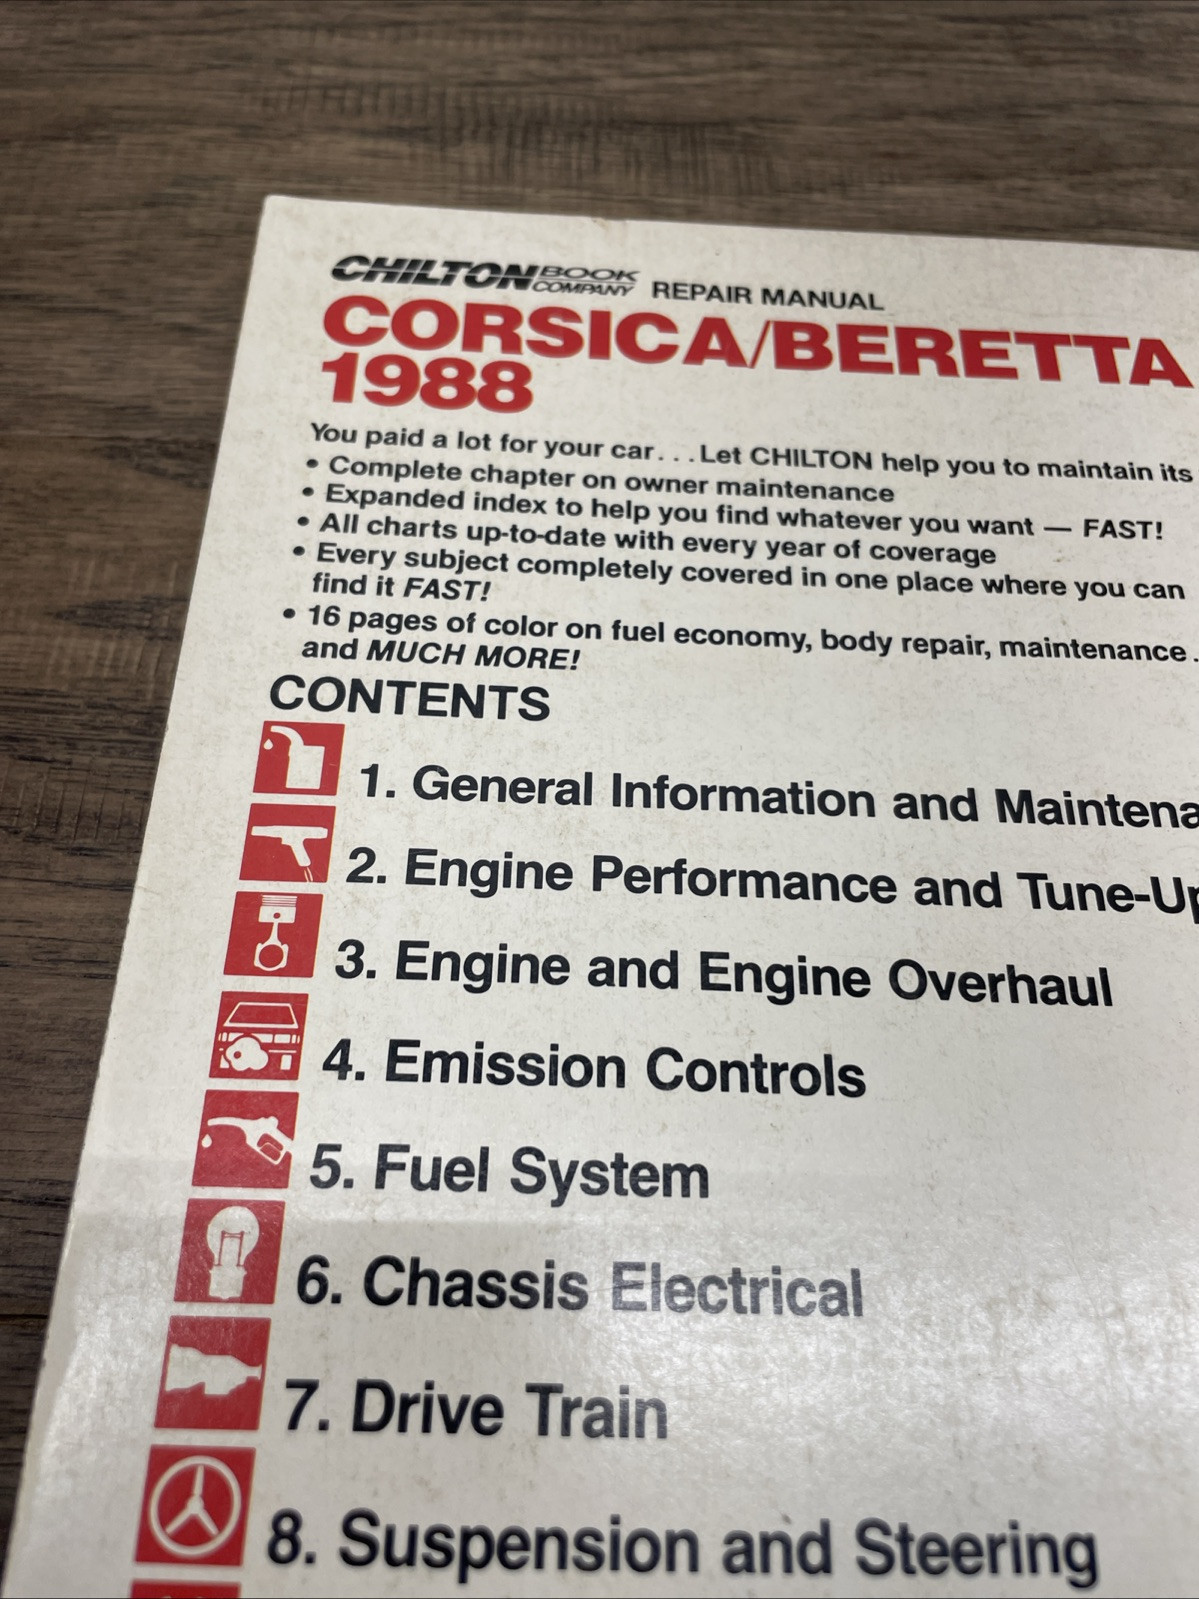 CHILTON BOOK COMPANY REPAIR MANUAL
CORSICA/BERETTA
1988
You paid a lot for your car...Let CHILTON help you to maintain its
• Complete chapter on owner maintenance
• Expanded index to help you find whatever you want — FAST!
• All charts up-to-date with every year of coverage
• Every subject completely covered in one place where you can
find it FAST!
• 16 pages of color on fuel economy, body repair, maintenance.
and MUCH MORE!
CONTENTS
1. General Information and Maintena
2. Engine Performance and Tune-Up
3. Engine and Engine Overhaul
4. Emission Controls
5. Fuel System
6. Chassis Electrical
7. Drive Train
8. Suspension and Steering